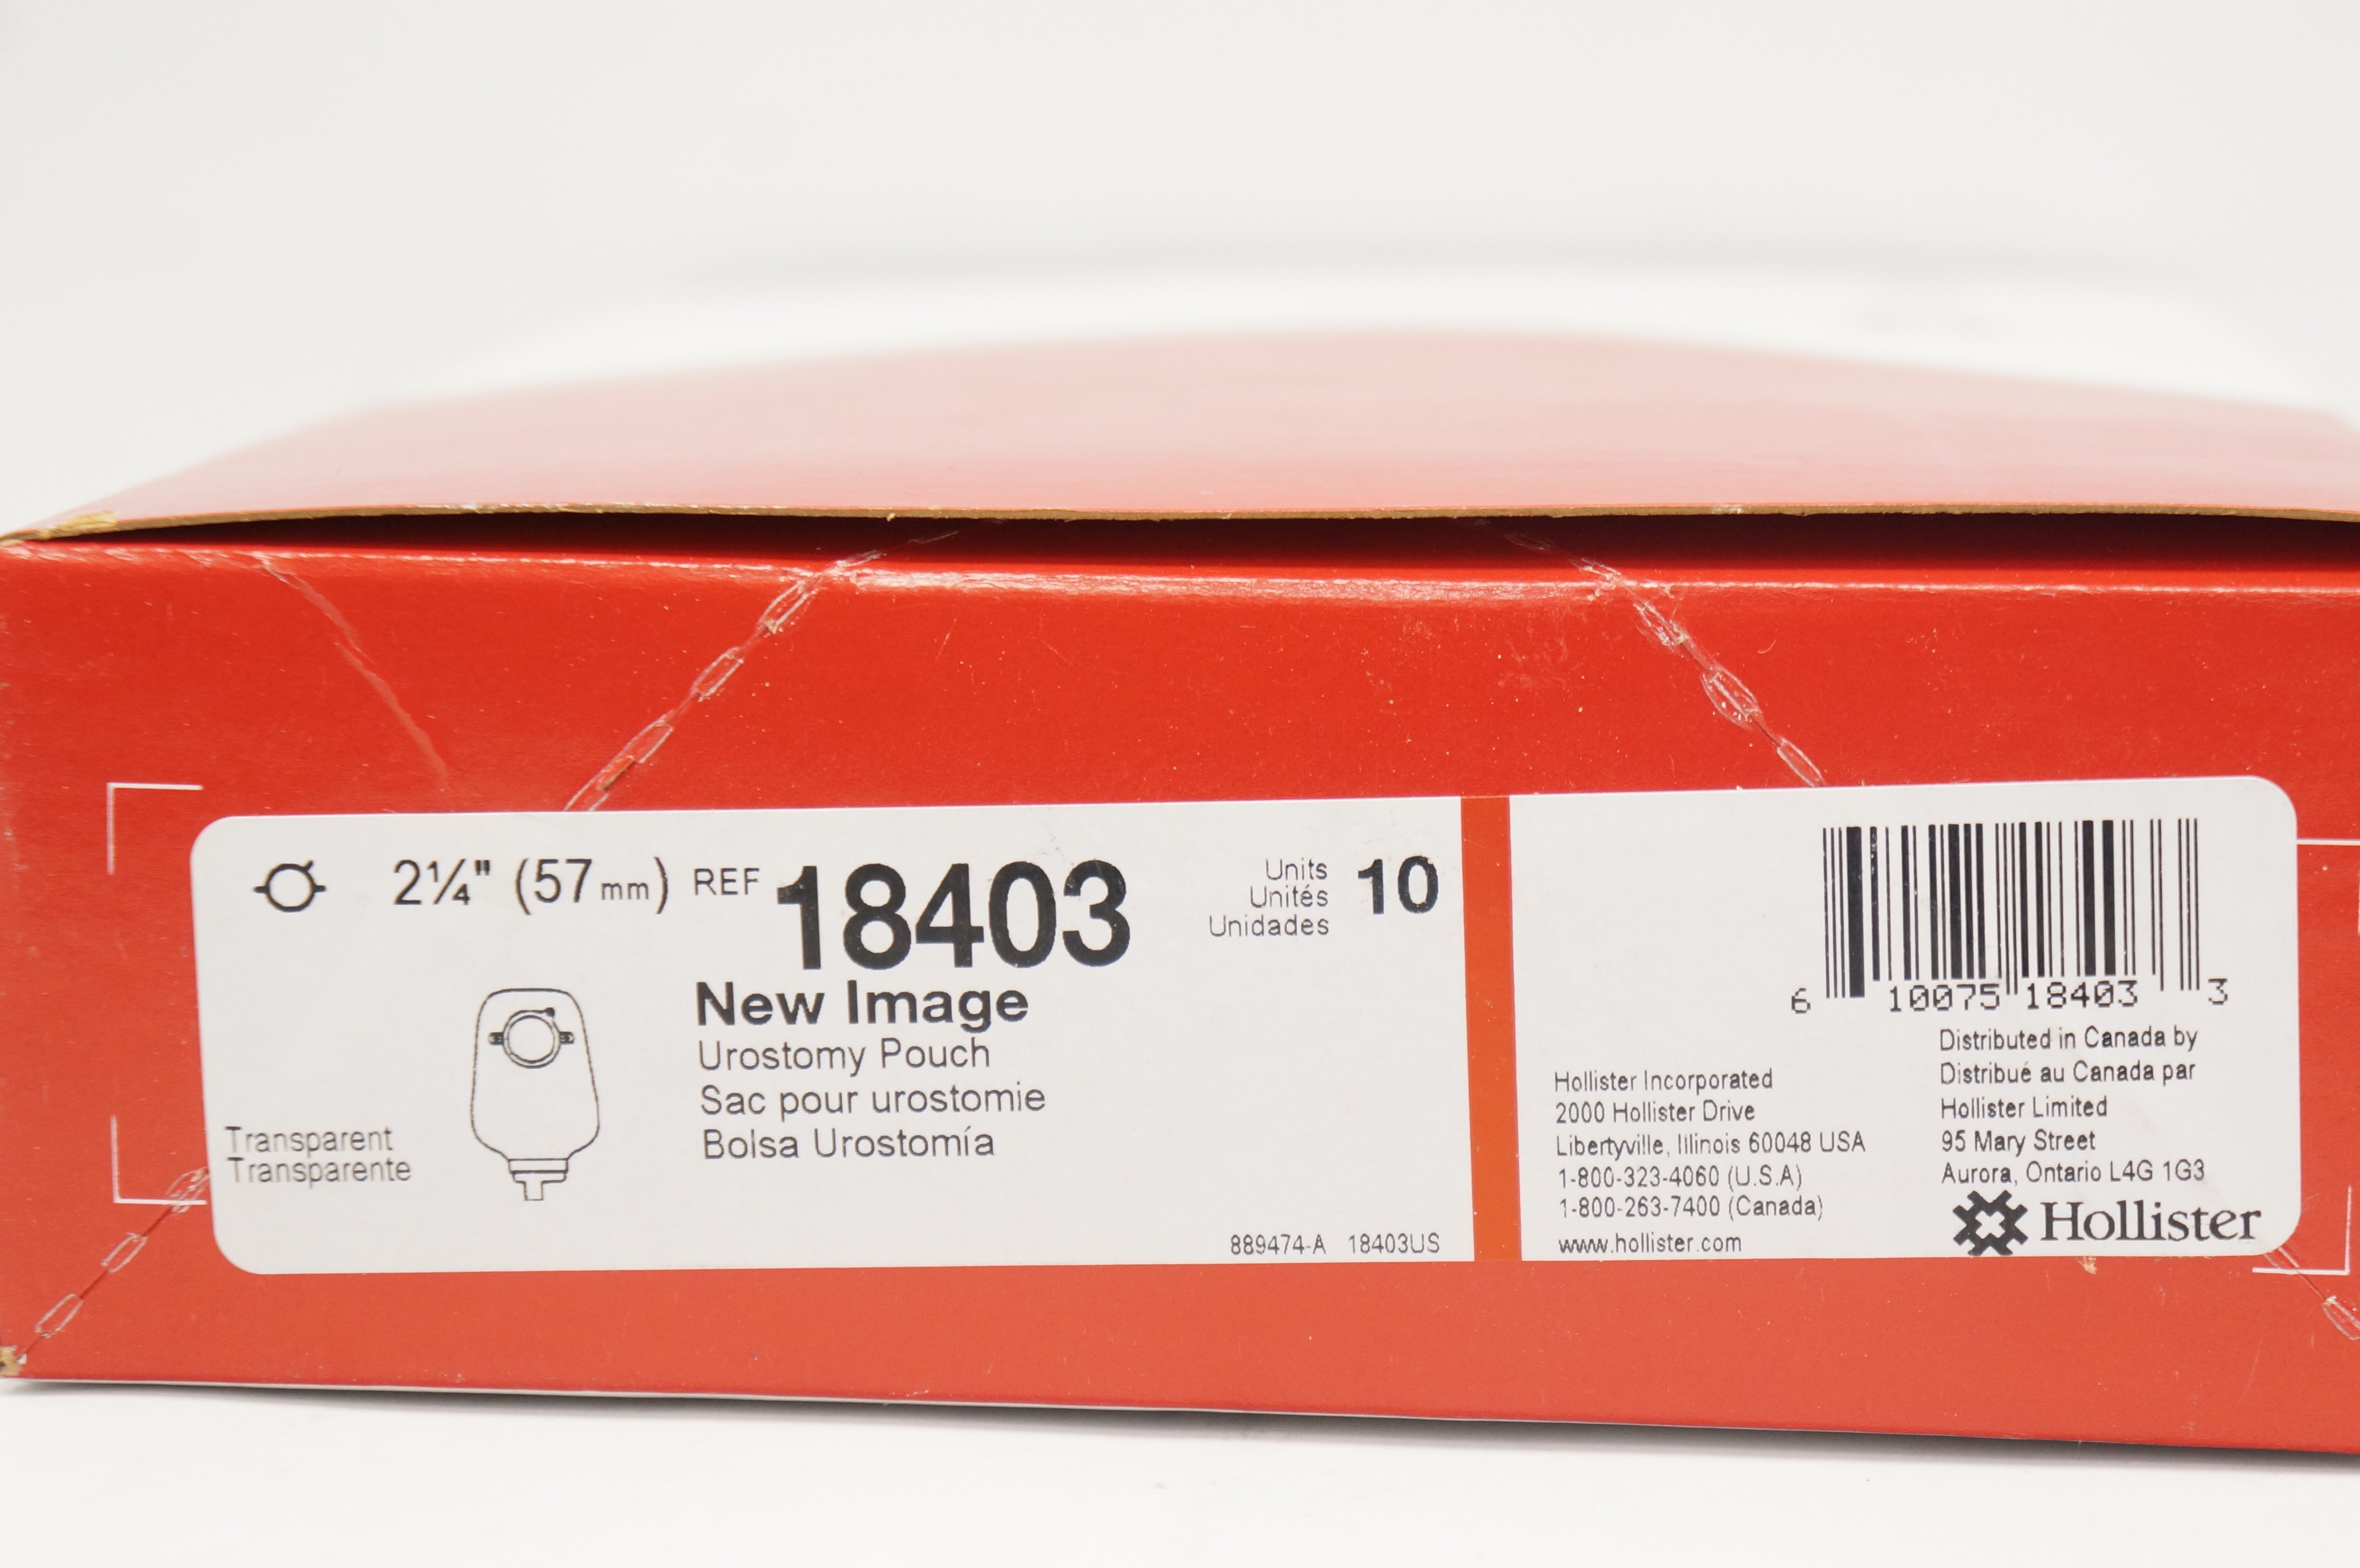 2¼" (57mm) REF 18403
Units
Unités
Unidades
10
New Image
Urostomy Pouch
Sac pour urostomie
Bolsa Urostomía
Transparent
Transparente
889474-A 18403US
6 10075 18403 3
Hollister Incorporated
2000 Hollister Drive
Libertyville, Illinois 60048 USA
1-800-323-4060 (U.S.A)
1-800-263-7400 (Canada)
www.hollister.com
Distributed in Canada by
Distribué au Canada par
Hollister Limited
95 Mary Street
Aurora, Ontario L4G 1G3
Hollister